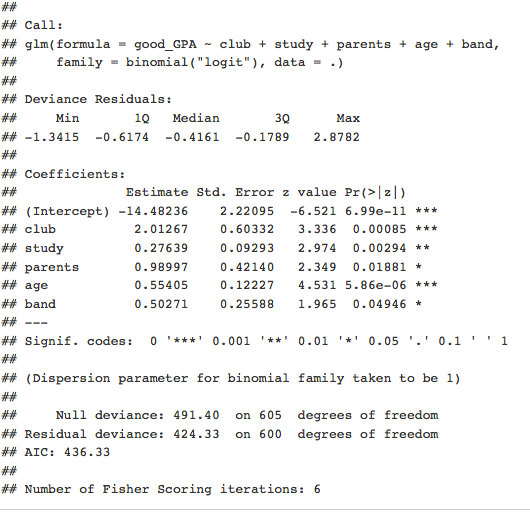 ##
## Call:
## glm(formula = good_GPA ~ club + study + parents + age + band,
##     family = binomial("logit"), data = .)
##
## Deviance Residuals:
##     Min       1Q   Median       3Q      Max
## -1.3415  -0.6174  -0.4161  -0.1789   2.8782
##
## Coefficients:
##              Estimate Std. Error z value Pr(>|z|)
## (Intercept) -14.48236    2.22095  -6.521 6.99e-11 ***
## club          2.01267    0.60332   3.336  0.00085 ***
## study         0.27639    0.09293   2.974  0.00294 **
## parents       0.98997    0.42140   2.349  0.01881 *
## age           0.55405    0.12227   4.531 5.86e-06 ***
## band          0.50271    0.25588   1.965  0.04946 *
## ---
## Signif. codes:  0 '***' 0.001 '**' 0.01 '*' 0.05 '.' 0.1 ' ' 1
##
## (Dispersion parameter for binomial family taken to be 1)
##
##     Null deviance: 491.40  on 605  degrees of freedom
## Residual deviance: 424.33  on 600  degrees of freedom
## AIC: 436.33
##
## Number of Fisher Scoring iterations: 6